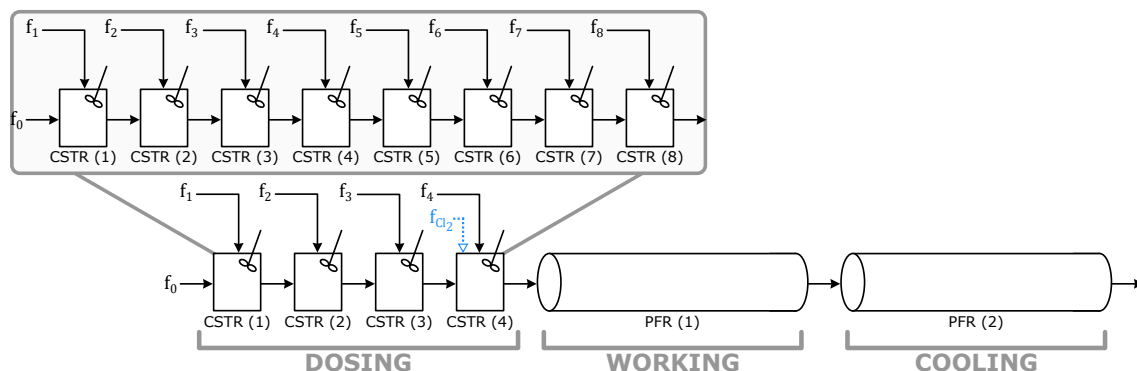 f₁ f₂ f₃ f₄ f₅ f₆ f₇ f₈
f₀
CSTR (1) CSTR (2) CSTR (3) CSTR (4) CSTR (5) CSTR (6) CSTR (7) CSTR (8)
f₁ f₂ f₃ f₄
f_Cl₂
f₀
CSTR (1) CSTR (2) CSTR (3) CSTR (4) PFR (1) PFR (2)
DOSING WORKING COOLING